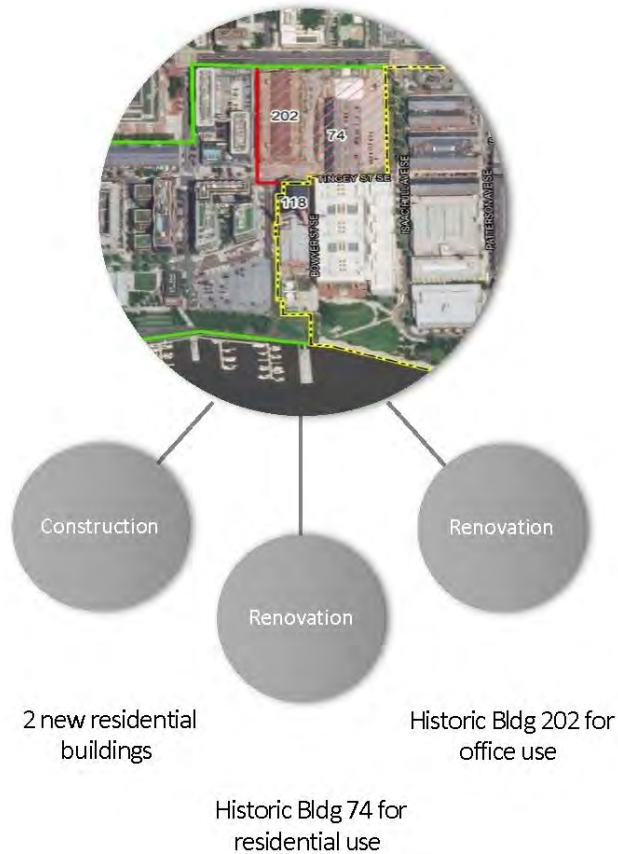 202
74
TINGEY ST SE
118
ISAAC HULL AVE SE
PATTERSON AVE SE
Construction
Renovation
Renovation
2 new residential
buildings
Historic Bldg 202 for
office use
Historic Bldg 74 for
residential use